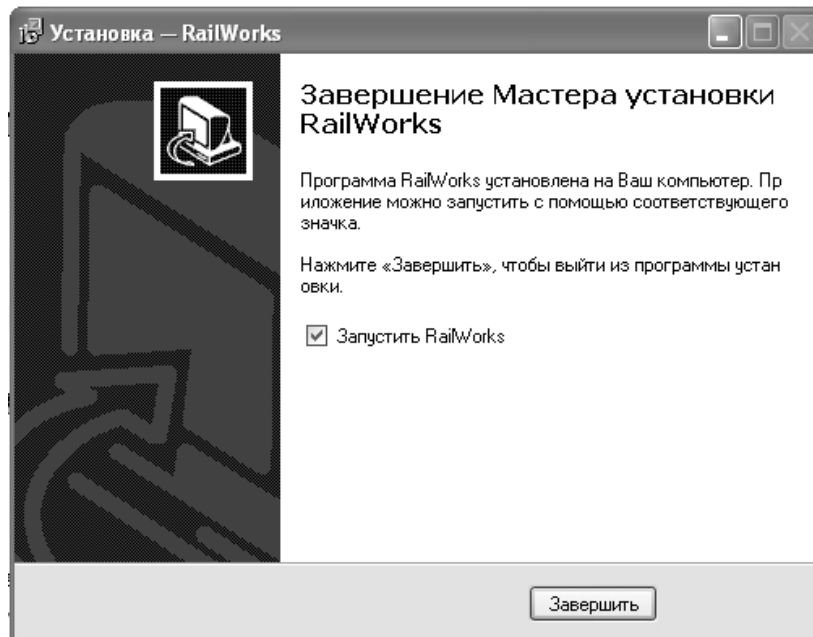 Установка — RailWorks
Завершение Мастера установки
RailWorks
Программа RailWorks установлена на Ваш компьютер. Пр
иложение можно запустить с помощью соответствующего
значка.
Нажмите «Завершить», чтобы выйти из программы устан
овки.
Запустить RailWorks
Завершить